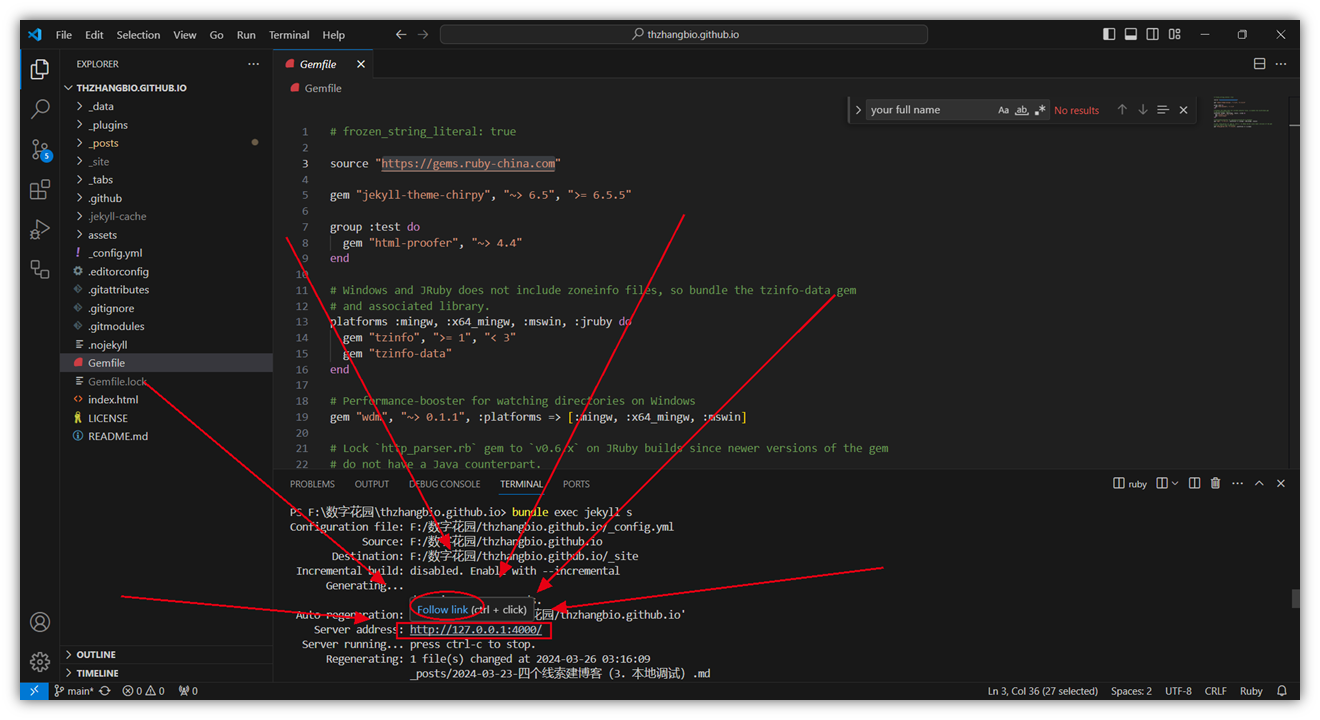 File Edit Selection View Go Run Terminal Help
thzhangbio.github.io
EXPLORER
THZHANGBIO.GITHUB.IO
_data
_plugins
_posts
_site
_tabs
.github
.jekyll-cache
assets
_config.yml
.editorconfig
.gitattributes
.gitignore
.gitmodules
.nojekyll
Gemfile
Gemfile.lock
index.html
LICENSE
README.md
OUTLINE
TIMELINE
5
Gemfile
Gemfile
your full name Aa ab No results
1 # frozen_string_literal: true
2
3 source "https://gems.ruby-china.com"
4
5 gem "jekyll-theme-chirpy", "~> 6.5", ">= 6.5.5"
6
7 group :test do
8 gem "html-proofer", "~> 4.4"
9 end
10
11 # Windows and JRuby does not include zoneinfo files, so bundle the tzinfo-data gem
12 # and associated library.
13 platforms :mingw, :x64_mingw, :mswin, :jruby do
14 gem "tzinfo", ">= 1", "< 3"
15 gem "tzinfo-data"
16 end
17
18 # Performance-booster for watching directories on Windows
19 gem "wdm", "~> 0.1.1", :platforms => [:mingw, :x64_mingw, :mswin]
20
21 # Lock `http_parser.rb` gem to `v0.6.x` on JRuby builds since newer versions of the gem
22 # do not have a Java counterpart.
PROBLEMS OUTPUT DEBUG CONSOLE TERMINAL PORTS
ruby
PS F:\数字花园\thzhangbio.github.io> bundle exec jekyll s
Configuration file: F:/数字花园/thzhangbio.github.io/_config.yml
Source: F:/数字花园/thzhangbio.github.io
Destination: F:/数字花园/thzhangbio.github.io/_site
Incremental build: disabled. Enable with --incremental
Generating...
Follow link (ctrl + click)
Auto regeneration: 花园/thzhangbio.github.io'
Server address: http://127.0.0.1:4000/
Server running... press ctrl-c to stop.
Regenerating: 1 file(s) changed at 2024-03-26 03:16:09
_posts/2024-03-23-四个线索建博客（3. 本地调试）.md
main* 0 0 0
Ln 3, Col 36 (27 selected) Spaces: 2 UTF-8 CRLF Ruby